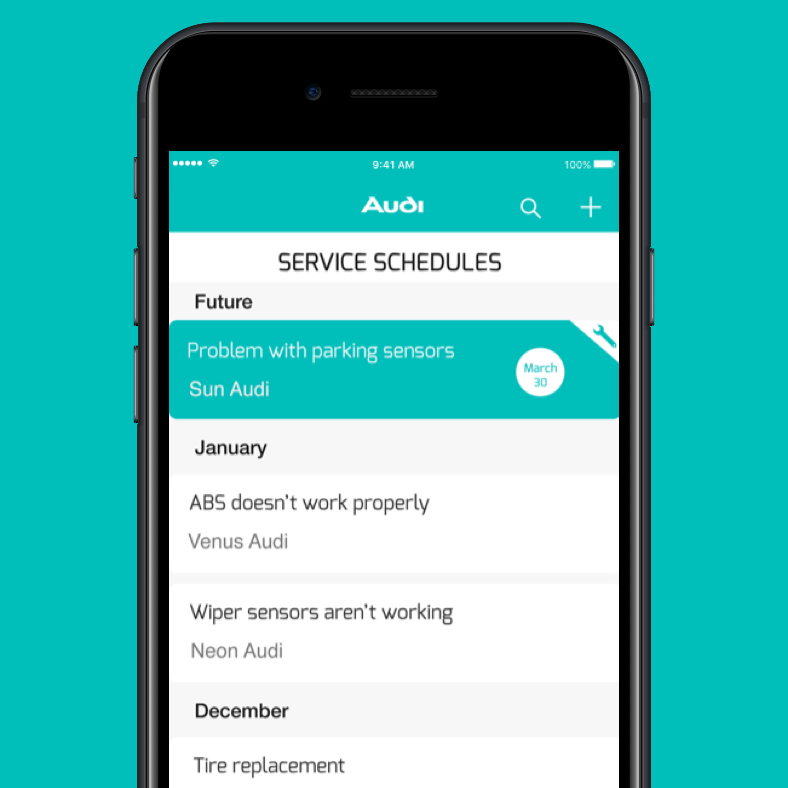 9:41 AM
100%
Audi
SERVICE SCHEDULES
Future
Problem with parking sensors
Sun Audi
March
30
January
ABS doesn't work properly
Venus Audi
Wiper sensors aren't working
Neon Audi
December
Tire replacement